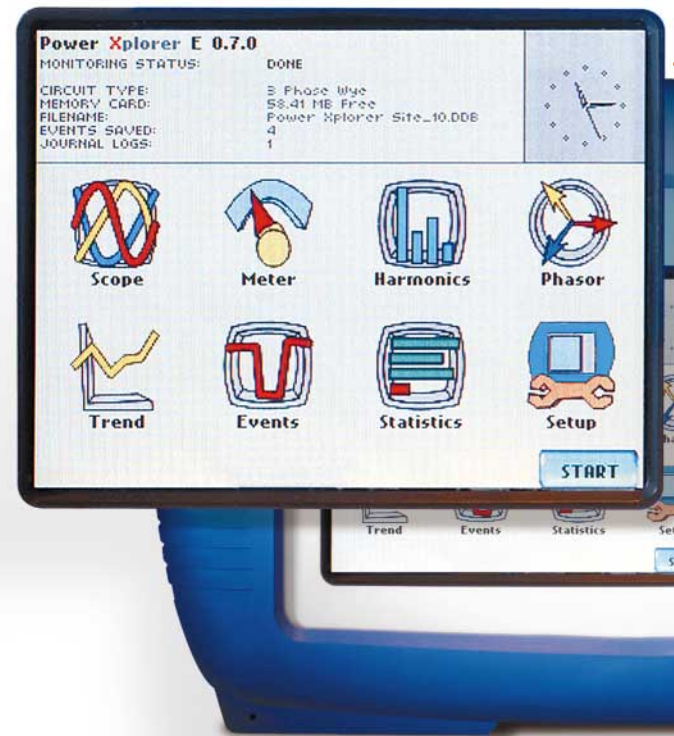 Power Xplorer E 0.7.0
MONITORING STATUS: DONE
CIRCUIT TYPE: 3 Phase Wye
MEMORY CARD: 58.41 MB Free
FILENAME: Power Xplorer Site_10.DDB
EVENTS SAVED: 4
JOURNAL LOGS: 1
Scope Meter Harmonics Phasor
Trend Events Statistics Setup
START
Trend Events Statistics